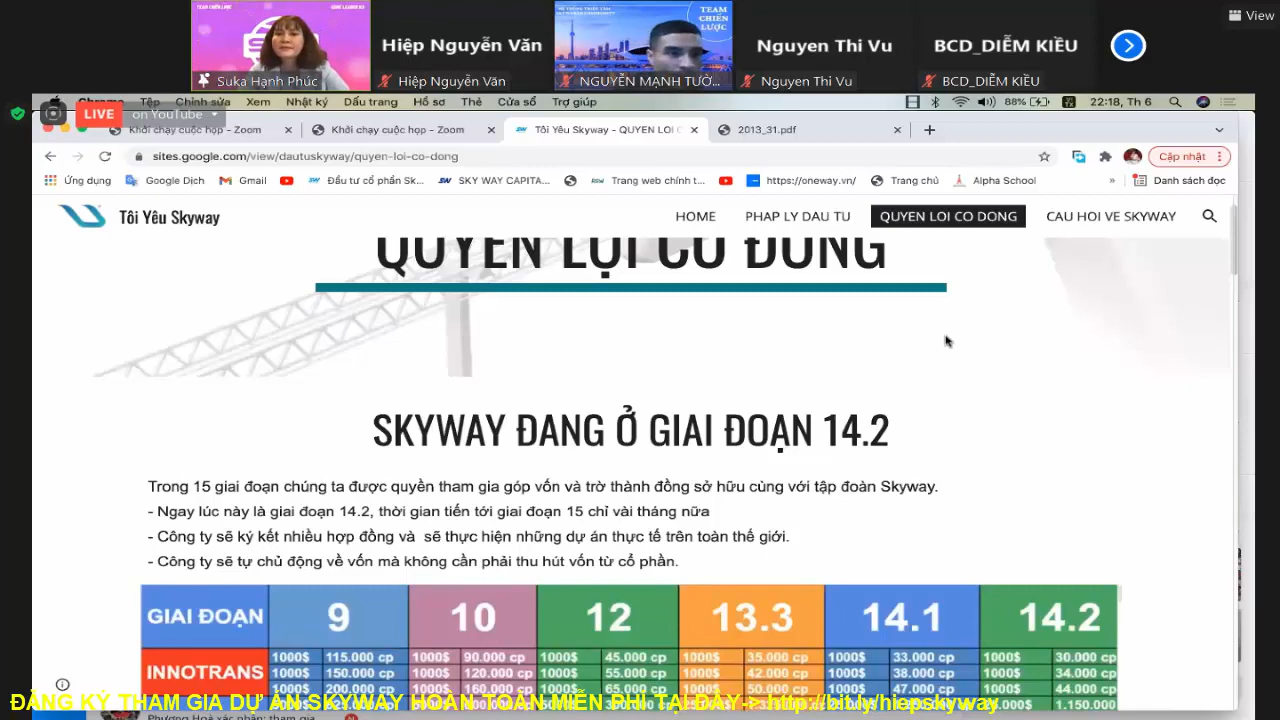 TEAM CHIẾN LƯỢC
Suka Hạnh Phúc
Hiệp Nguyễn Văn
Hiệp Nguyễn Văn
TEAM CHIẾN LƯỢC
NGUYỄN MẠNH TƯỜ...
Nguyen Thi Vu
Nguyen Thi Vu
BCD_DIỄM KIỀU
BCD_DIỄM KIỀU
View
Chrome Tệp Chỉnh sửa Xem Nhật ký Dấu trang Hồ sơ Thẻ Cửa sổ Trợ giúp 88% 22:18, Th 6
LIVE on YouTube
Khởi chạy cuộc họp - Zoom
Khởi chạy cuộc họp - Zoom
Tôi Yêu Skyway - QUYEN LOI C
2013_31.pdf
sites.google.com/view/dautuskyway/quyen-loi-co-dong
Cập nhật
Ứng dụng Google Dịch Gmail Đầu tư cổ phần Sk... SKY WAY CAPITA... Trang web chính t... https://oneway.vn/ Trang chủ Alpha School » Danh sách đọc
Tôi Yêu Skyway
HOME PHAP LY DAU TU QUYEN LOI CO DONG CAU HOI VE SKYWAY
QUYỀN LỢI CỔ ĐÔNG
SKYWAY ĐANG Ở GIAI ĐOẠN 14.2
Trong 15 giai đoạn chúng ta được quyền tham gia góp vốn và trở thành đồng sở hữu cùng với tập đoàn Skyway.
- Ngay lúc này là giai đoạn 14.2, thời gian tiến tới giai đoạn 15 chỉ vài tháng nữa
- Công ty sẽ ký kết nhiều hợp đồng và sẽ thực hiện những dự án thực tế trên toàn thế giới.
- Công ty sẽ tự chủ động về vốn mà không cần phải thu hút vốn từ cổ phần.
GIAI ĐOẠN 9 10 12 13.3 14.1 14.2
INNOTRANS
1000$ 115.000 cp 1000$ 90.000 cp 1000$ 45.000 cp 1000$ 35.000 cp 1000$ 33.000 cp 1000$ 30.000 cp
1000$ 150.000 cp 1000$ 120.000 cp 1000$ 55.000 cp 1000$ 42.000 cp 1000$ 38.000 cp 1000$ 34.000 cp
1000$ 200.000 cp 1000$ 160.000 cp 1000$ 65.000 cp 1000$ 50.000 cp 1000$ 47.000 cp 1000$ 44.000 cp
1.150.000
ĐĂNG KÝ THAM GIA DỰ ÁN SKYWAY HOÀN TOÀN MIỄN PHÍ TẠI ĐÂY -> http://bit.ly/hiepskyway
Phương Hoà xác nhận: tham gia